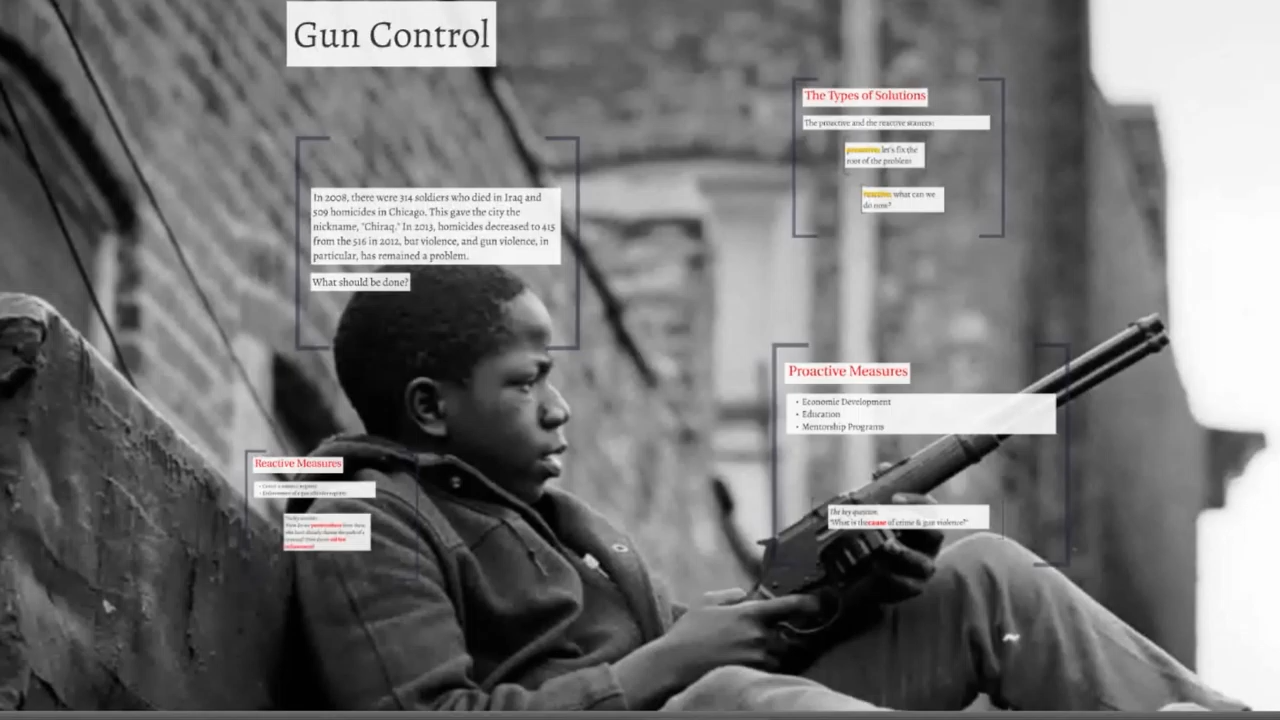 Gun Control
In 2008, there were 314 soldiers who died in Iraq and
509 homicides in Chicago. This gave the city the
nickname, "Chiraq." In 2013, homicides decreased to 415
from the 516 in 2012, but violence, and gun violence, in
particular, has remained a problem.
What should be done?
The Types of Solutions
The proactive and the reactive stances:
proactive: let's fix the
root of the problem
reactive: what can we
do now?
Proactive Measures
• Economic Development
• Education
• Mentorship Programs
The key question:
"What is the cause of crime & gun violence?"
Reactive Measures